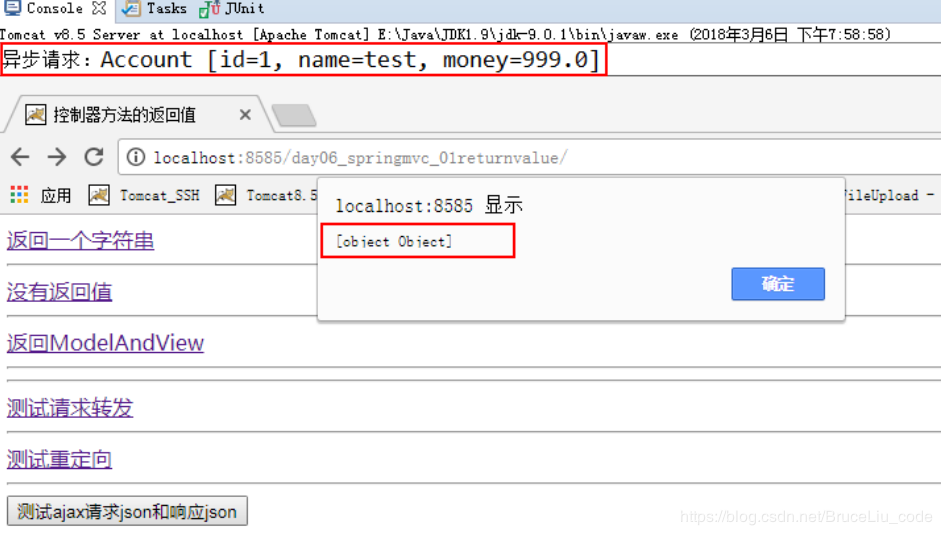 Console Tasks JUnit
Tomcat v8.5 Server at localhost [Apache Tomcat] E:\Java\JDK1.9\jdk-9.0.1\bin\javaw.exe (2018年3月6日 下午7:58:58)
异步请求：Account [id=1, name=test, money=999.0]
控制器方法的返回值
localhost:8585/day06_springmvc_01returnvalue/
应用 Tomcat_SSH Tomcat8.5 FileUpload -
localhost:8585 显示
[object Object]
确定
返回一个字符串
没有返回值
返回ModelAndView
测试请求转发
测试重定向
测试ajax请求json和响应json
https://blog.csdn.net/BruceLiu_code